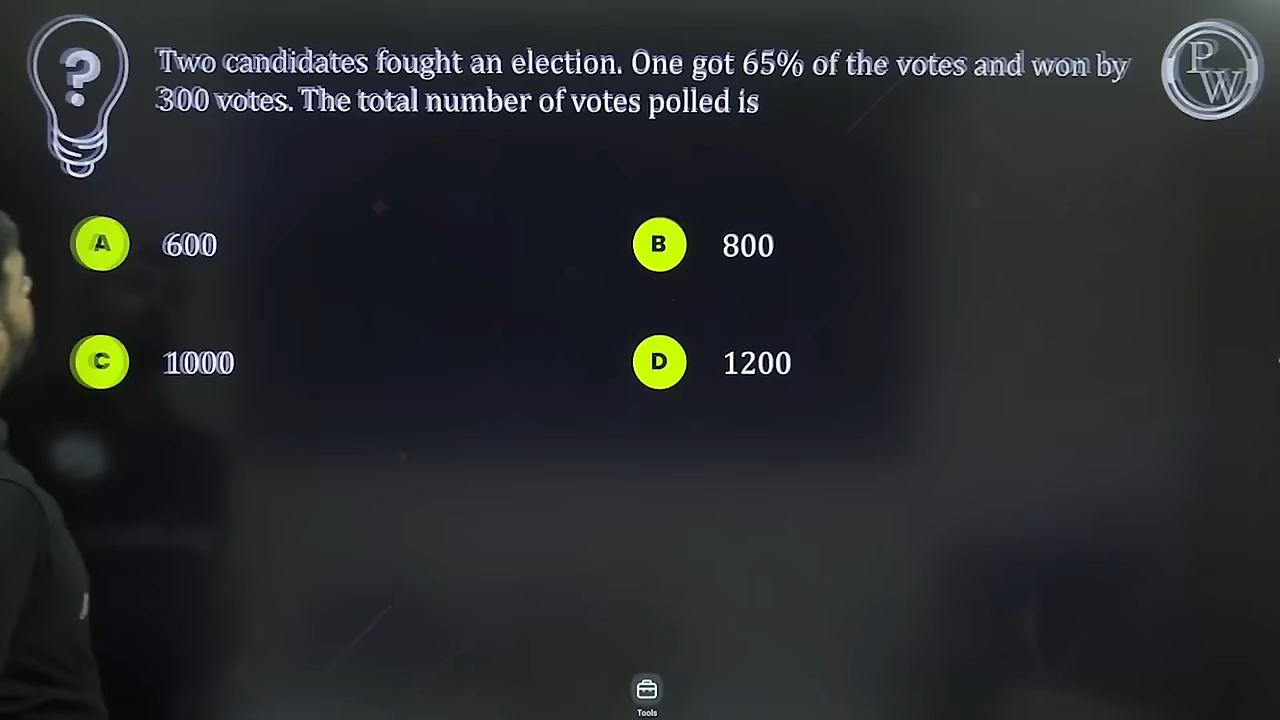 ?
Two candidates fought an election. One got 65% of the votes and won by
300 votes. The total number of votes polled is
PW
A 600
B 800
C 1000
D 1200
Tools